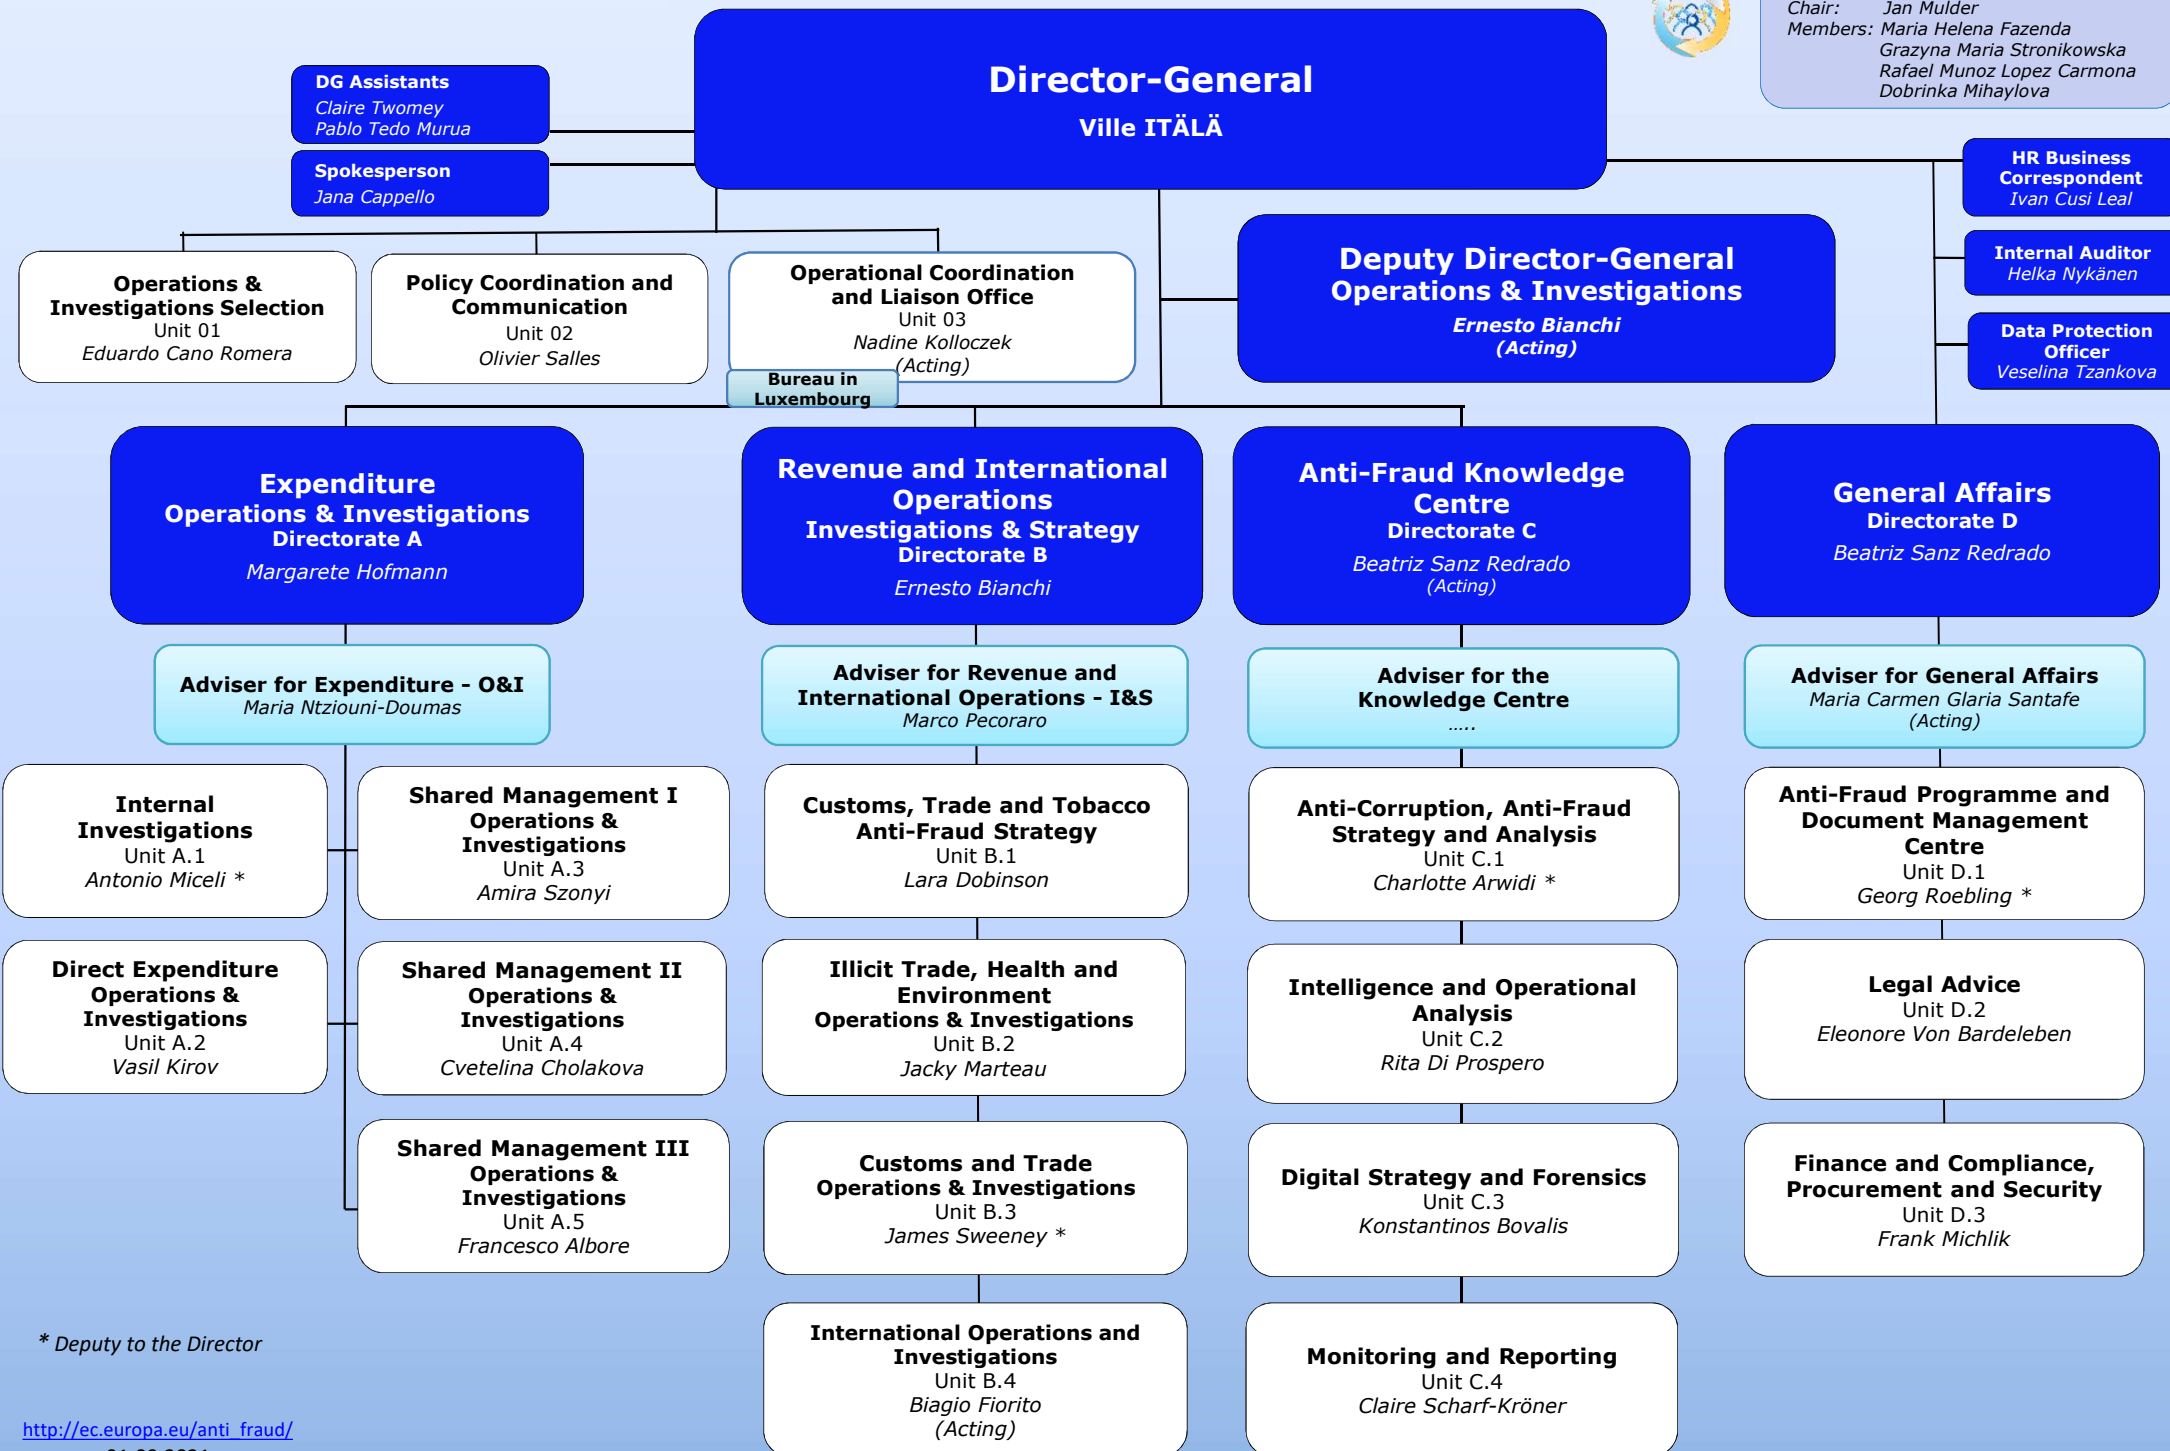 Chair: Jan Mulder
Members: Maria Helena Fazenda
Grazyna Maria Stronikowska
Rafael Munoz Lopez Carmona
Dobrinka Mihaylova
Director-General
Ville ITÄLÄ
DG Assistants
Claire Twomey
Pablo Tedo Murua
Spokesperson
Jana Cappello
HR Business
Correspondent
Ivan Cusi Leal
Internal Auditor
Helka Nykänen
Data Protection
Officer
Veselina Tzankova
Deputy Director-General
Operations & Investigations
Ernesto Bianchi
(Acting)
Operations &
Investigations Selection
Unit 01
Eduardo Cano Romera
Policy Coordination and
Communication
Unit 02
Olivier Salles
Operational Coordination
and Liaison Office
Unit 03
Nadine Kolloczek
(Acting)
Bureau in
Luxembourg
Expenditure
Operations & Investigations
Directorate A
Margarete Hofmann
Revenue and International
Operations
Investigations & Strategy
Directorate B
Ernesto Bianchi
Anti-Fraud Knowledge
Centre
Directorate C
Beatriz Sanz Redrado
(Acting)
General Affairs
Directorate D
Beatriz Sanz Redrado
Adviser for Expenditure - O&I
Maria Ntziouni-Doumas
Adviser for Revenue and
International Operations - I&S
Marco Pecoraro
Adviser for the
Knowledge Centre
…..
Adviser for General Affairs
Maria Carmen Glaria Santafe
(Acting)
Internal
Investigations
Unit A.1
Antonio Miceli *
Shared Management I
Operations &
Investigations
Unit A.3
Amira Szonyi
Customs, Trade and Tobacco
Anti-Fraud Strategy
Unit B.1
Lara Dobinson
Anti-Corruption, Anti-Fraud
Strategy and Analysis
Unit C.1
Charlotte Arwidi *
Anti-Fraud Programme and
Document Management
Centre
Unit D.1
Georg Roebling *
Direct Expenditure
Operations &
Investigations
Unit A.2
Vasil Kirov
Shared Management II
Operations &
Investigations
Unit A.4
Cvetelina Cholakova
Illicit Trade, Health and
Environment
Operations & Investigations
Unit B.2
Jacky Marteau
Intelligence and Operational
Analysis
Unit C.2
Rita Di Prospero
Legal Advice
Unit D.2
Eleonore Von Bardeleben
Shared Management III
Operations &
Investigations
Unit A.5
Francesco Albore
Customs and Trade
Operations & Investigations
Unit B.3
James Sweeney *
Digital Strategy and Forensics
Unit C.3
Konstantinos Bovalis
Finance and Compliance,
Procurement and Security
Unit D.3
Frank Michlik
International Operations and
Investigations
Unit B.4
Biagio Fiorito
(Acting)
Monitoring and Reporting
Unit C.4
Claire Scharf-Kröner
* Deputy to the Director
http://ec.europa.eu/anti_fraud/